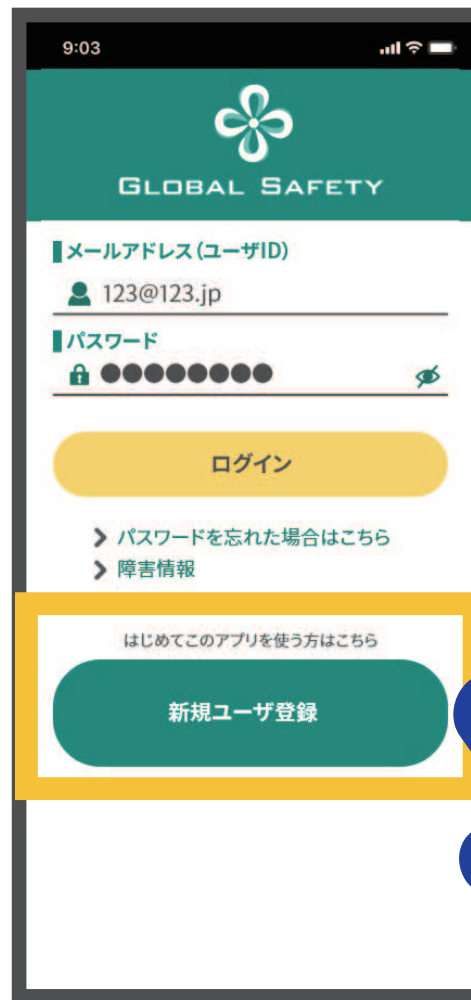 9:03
GLOBAL SAFETY
メールアドレス(ユーザID)
123@123.jp
パスワード
●●●●●●●●
ログイン
パスワードを忘れた場合はこちら
障害情報
はじめてこのアプリを使う方はこちら
新規ユーザ登録